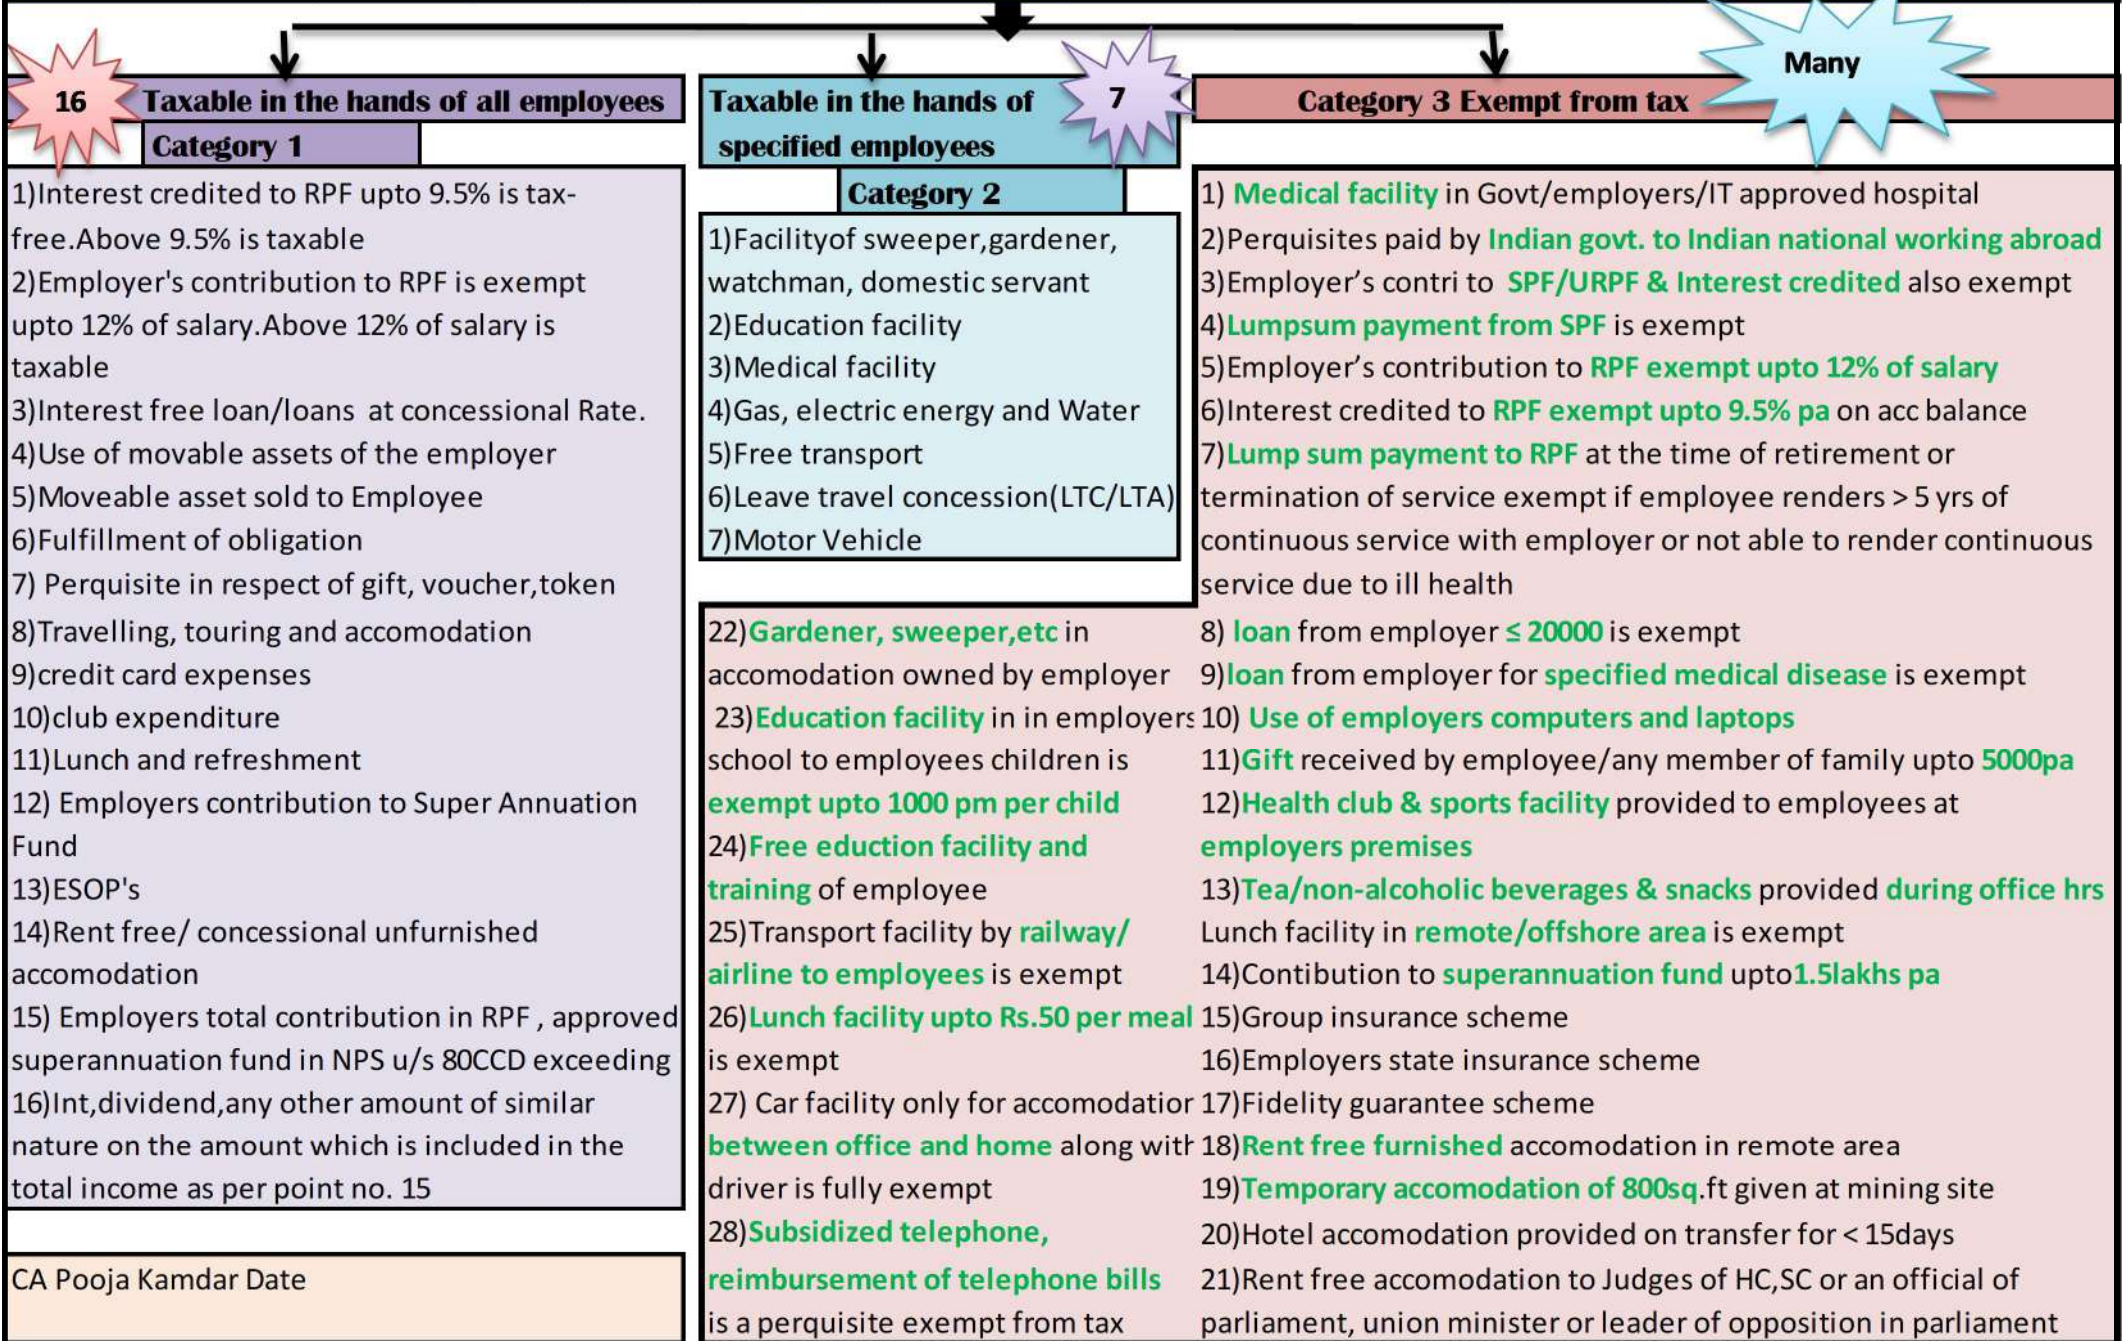 16
Taxable in the hands of all employees
Category 1
1)Interest credited to RPF upto 9.5% is tax-
free.Above 9.5% is taxable
2)Employer's contribution to RPF is exempt
upto 12% of salary.Above 12% of salary is
taxable
3)Interest free loan/loans at concessional Rate.
4)Use of movable assets of the employer
5)Moveable asset sold to Employee
6)Fulfillment of obligation
7) Perquisite in respect of gift, voucher,token
8)Travelling, touring and accomodation
9)credit card expenses
10)club expenditure
11)Lunch and refreshment
12) Employers contribution to Super Annuation
Fund
13)ESOP's
14)Rent free/ concessional unfurnished
accomodation
15) Employers total contribution in RPF , approved
superannuation fund in NPS u/s 80CCD exceeding
16)Int,dividend,any other amount of similar
nature on the amount which is included in the
total income as per point no. 15
CA Pooja Kamdar Date
Taxable in the hands of
specified employees
7
Category 2
1)Facilityof sweeper,gardener,
watchman, domestic servant
2)Education facility
3)Medical facility
4)Gas, electric energy and Water
5)Free transport
6)Leave travel concession(LTC/LTA)
7)Motor Vehicle
Category 3 Exempt from tax
Many
1) Medical facility in Govt/employers/IT approved hospital
2)Perquisites paid by Indian govt. to Indian national working abroad
3)Employer’s contri to SPF/URPF & Interest credited also exempt
4)Lumpsum payment from SPF is exempt
5)Employer’s contribution to RPF exempt upto 12% of salary
6)Interest credited to RPF exempt upto 9.5% pa on acc balance
7)Lump sum payment to RPF at the time of retirement or
termination of service exempt if employee renders > 5 yrs of
continuous service with employer or not able to render continuous
service due to ill health
8) loan from employer ≤ 20000 is exempt
9)loan from employer for specified medical disease is exempt
10) Use of employers computers and laptops
11)Gift received by employee/any member of family upto 5000pa
12)Health club & sports facility provided to employees at
employers premises
13)Tea/non-alcoholic beverages & snacks provided during office hrs
Lunch facility in remote/offshore area is exempt
14)Contibution to superannuation fund upto1.5lakhs pa
15)Group insurance scheme
16)Employers state insurance scheme
17)Fidelity guarantee scheme
18)Rent free furnished accomodation in remote area
19)Temporary accomodation of 800sq.ft given at mining site
20)Hotel accomodation provided on transfer for < 15days
21)Rent free accomodation to Judges of HC,SC or an official of
parliament, union minister or leader of opposition in parliament
22)Gardener, sweeper,etc in
accomodation owned by employer
23)Education facility in in employers
school to employees children is
exempt upto 1000 pm per child
24)Free eduction facility and
training of employee
25)Transport facility by railway/
airline to employees is exempt
26)Lunch facility upto Rs.50 per meal
is exempt
27) Car facility only for accomodation
between office and home along with
driver is fully exempt
28)Subsidized telephone,
reimbursement of telephone bills
is a perquisite exempt from tax